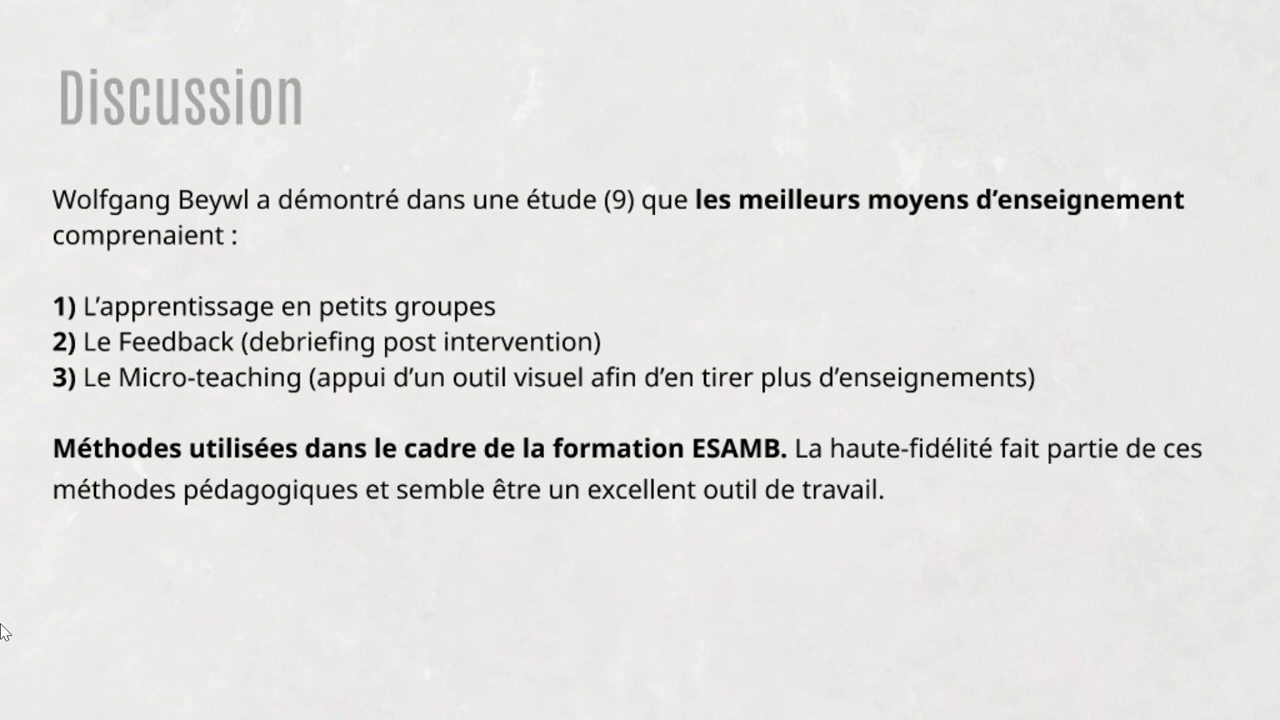 Discussion
Wolfgang Beywl a démontré dans une étude (9) que les meilleurs moyens d’enseignement
comprenaient :
1) L’apprentissage en petits groupes
2) Le Feedback (debriefing post intervention)
3) Le Micro-teaching (appui d’un outil visuel afin d’en tirer plus d’enseignements)
Méthodes utilisées dans le cadre de la formation ESAMB. La haute-fidélité fait partie de ces
méthodes pédagogiques et semble être un excellent outil de travail.